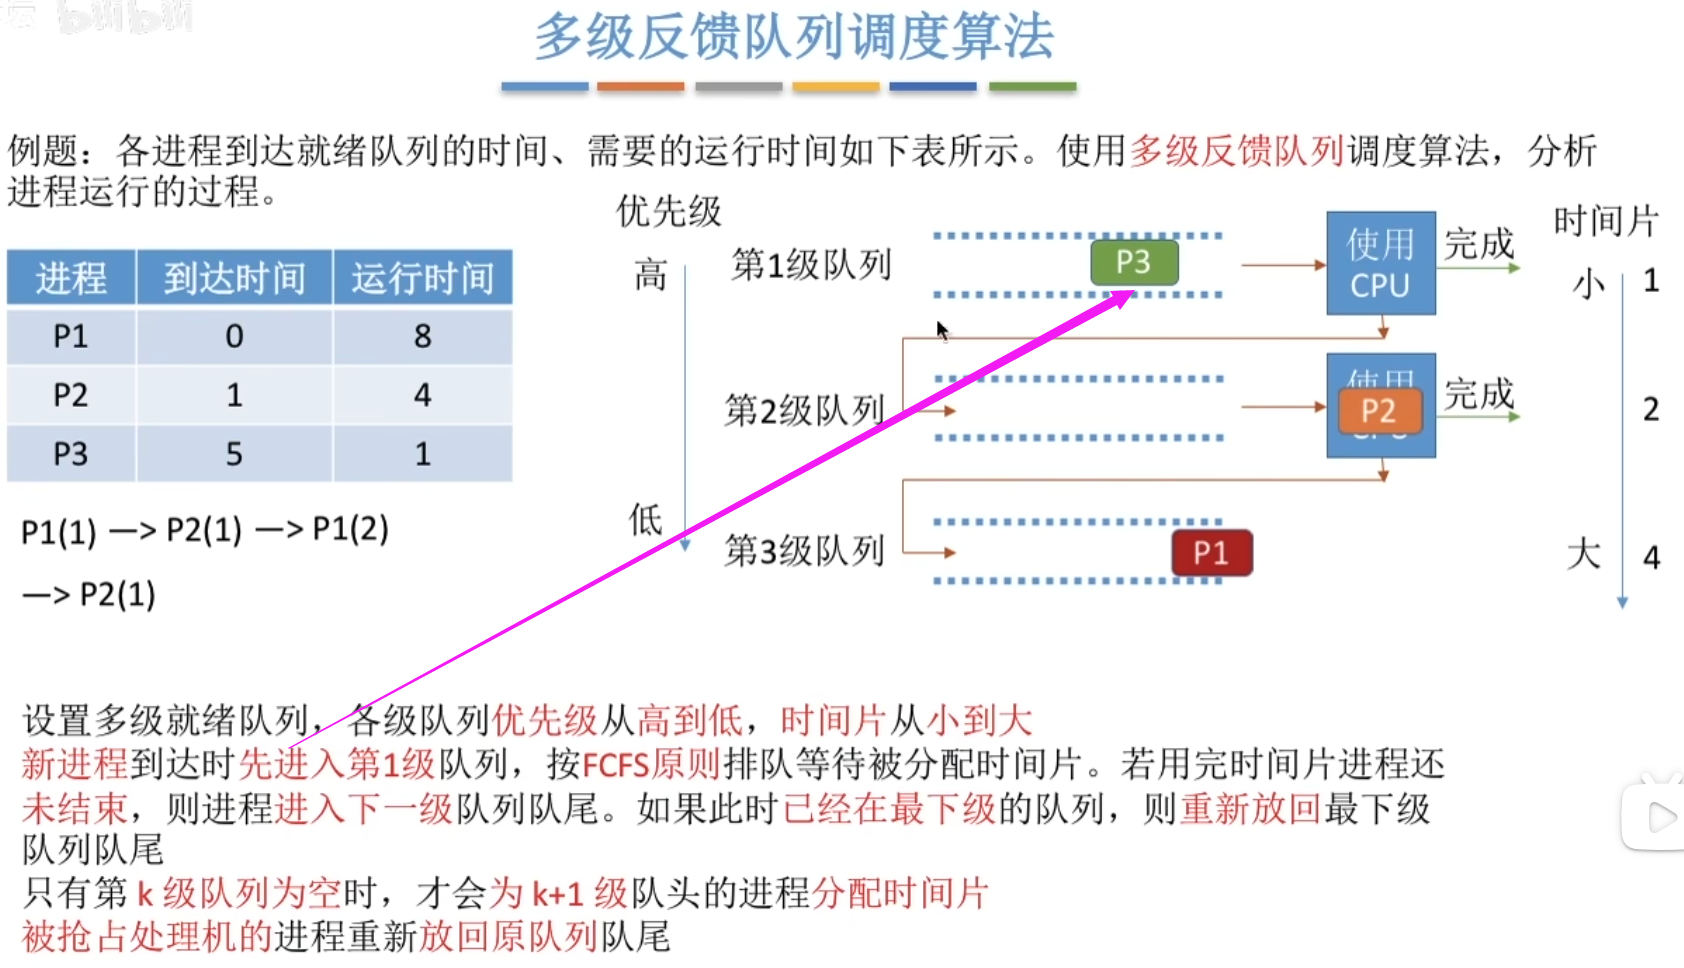 bilibili
多级反馈队列调度算法
例题：各进程到达就绪队列的时间、需要的运行时间如下表所示。使用多级反馈队列调度算法，分析
进程运行的过程。
进程 到达时间 运行时间
P1 0 8
P2 1 4
P3 5 1
P1(1) —> P2(1) —> P1(2)
—> P2(1)
优先级
高
低
第1级队列
P3
使用
CPU
完成
第2级队列
使用
P2
完成
第3级队列
P1
时间片
小 1
2
大 4
设置多级就绪队列，各级队列优先级从高到低，时间片从小到大
新进程到达时先进入第1级队列，按FCFS原则排队等待被分配时间片。若用完时间片进程还
未结束，则进程进入下一级队列队尾。如果此时已经在最下级的队列，则重新放回最下级
队列队尾
只有第 k 级队列为空时，才会为 k+1 级队头的进程分配时间片
被抢占处理机的进程重新放回原队列队尾